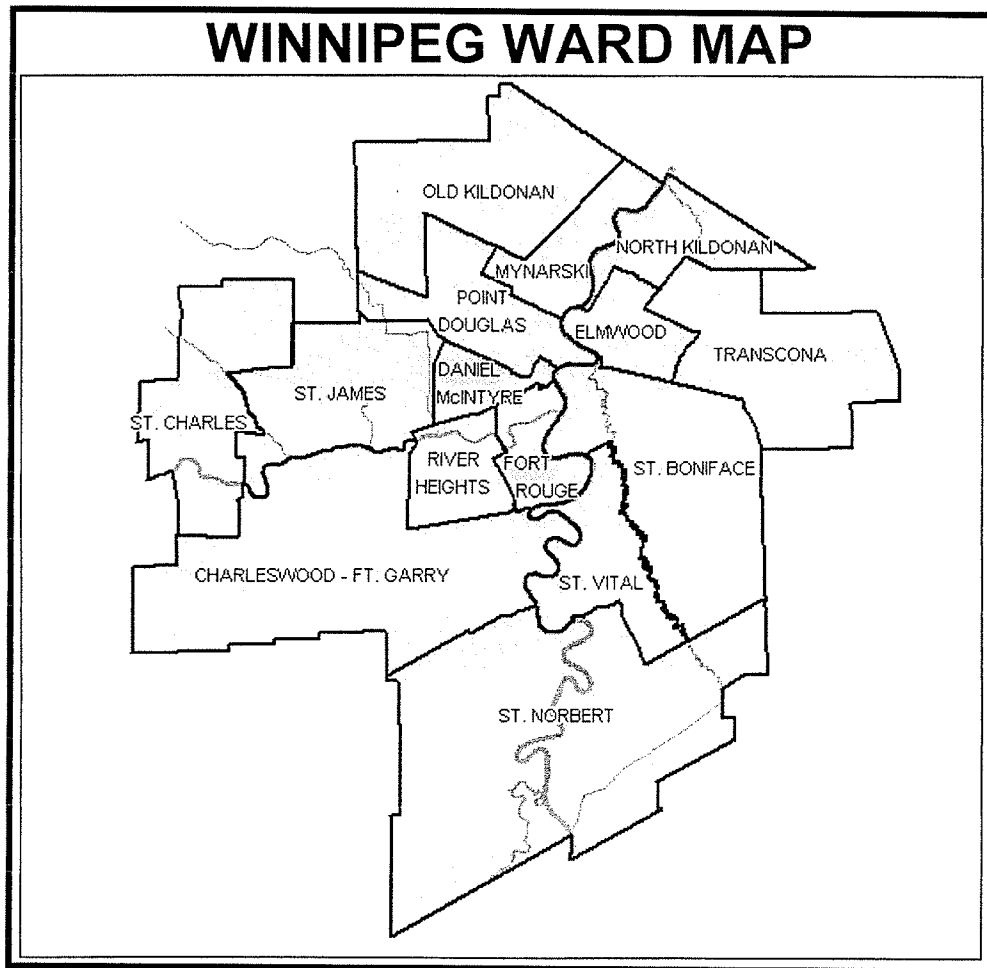 WINNIPEG WARD MAP
OLD KILDONAN
NORTH KILDONAN
MYNARSKI
POINT
DOUGLAS
ELMWOOD
TRANSCONA
DANIEL
McINTYRE
ST. JAMES
ST. CHARLES
RIVER
HEIGHTS
FORT
ROUGE
ST. BONIFACE
CHARLESWOOD - FT. GARRY
ST. VITAL
ST. NORBERT